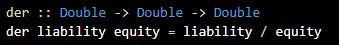 der :: Double -> Double -> Double
der liability equity = liability / equity